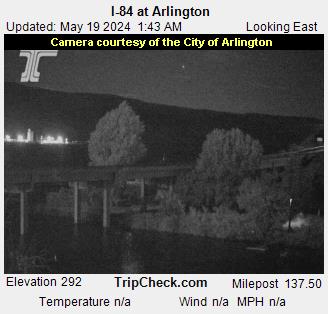 I-84 at Arlington
Updated: May 19 2024 1:43 AM Looking East
Camera courtesy of the City of Arlington
Elevation 292 TripCheck.com Milepost 137.50
Temperature n/a Wind n/a MPH n/a